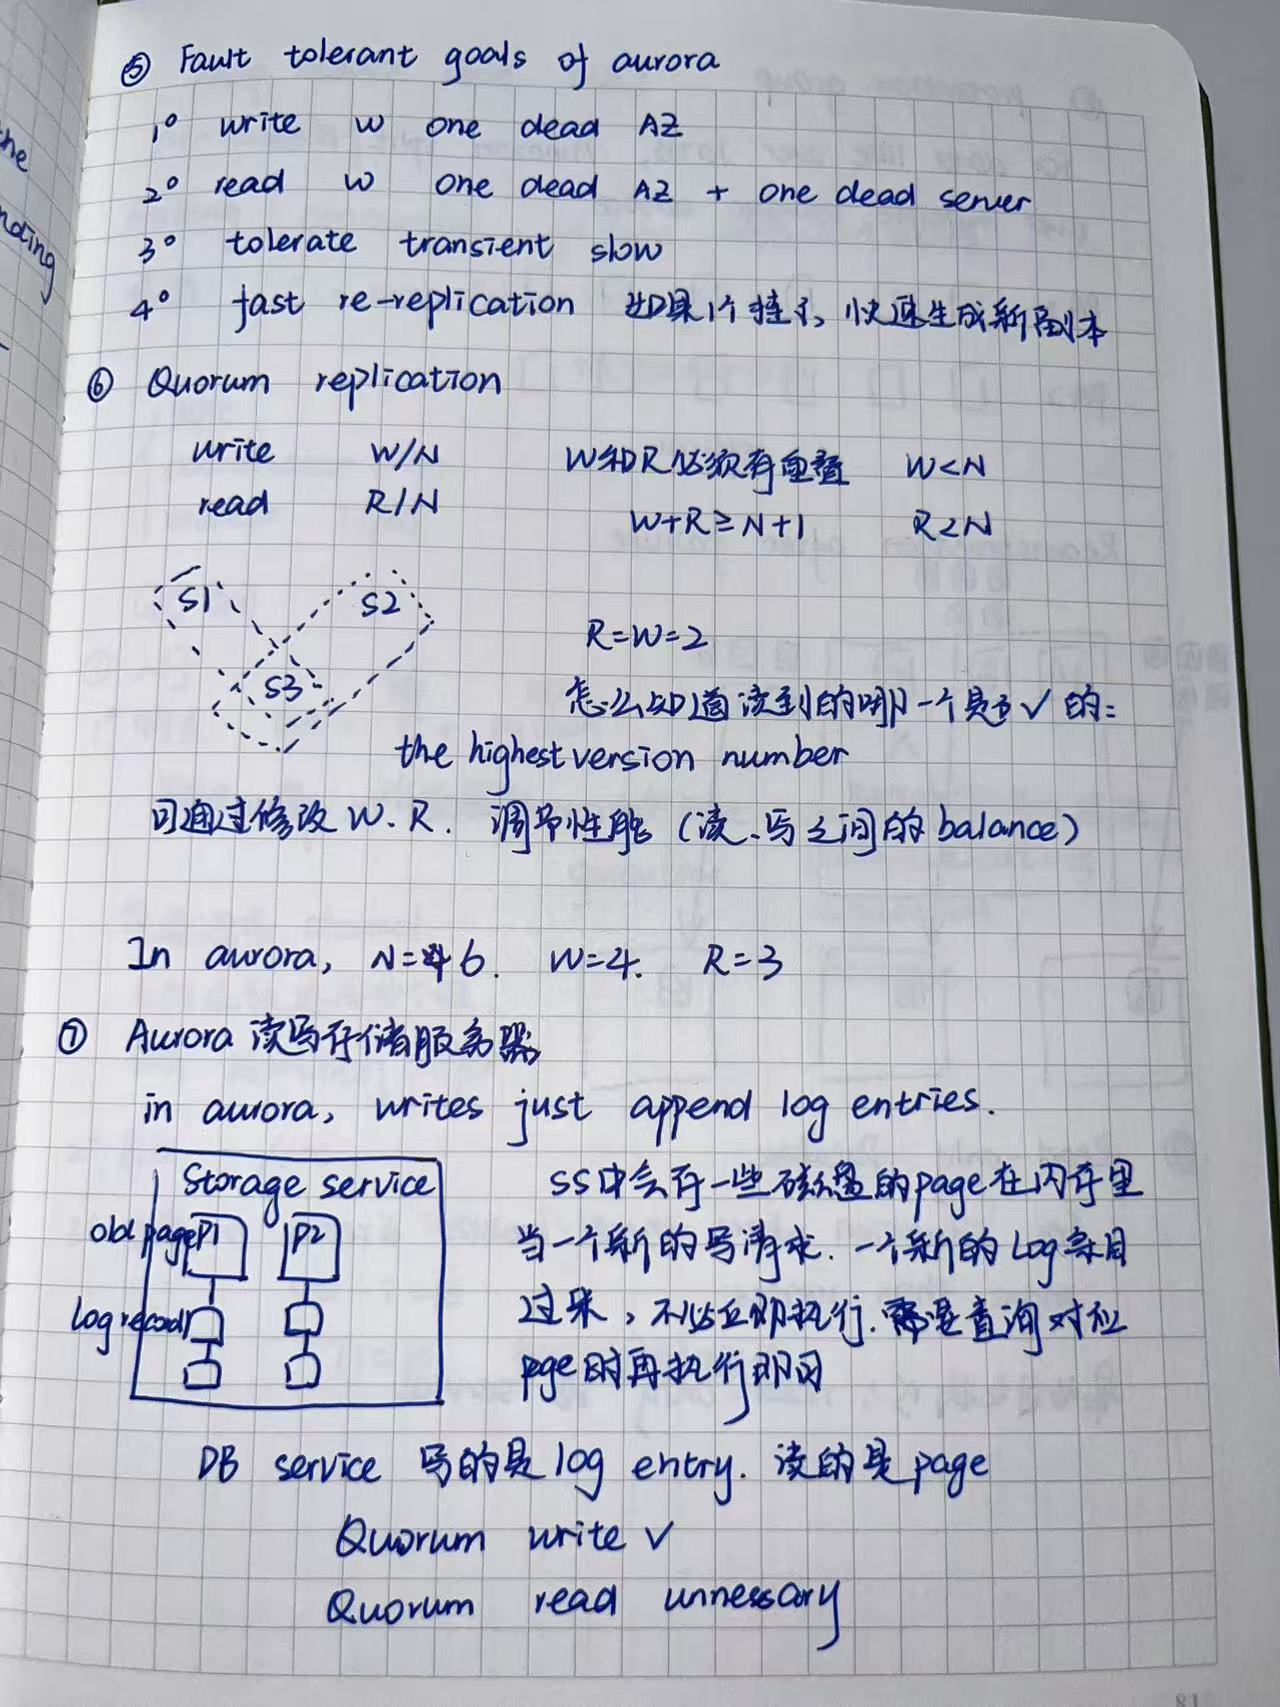 ⑤ Fault tolerant goals of aurora
1° write w one dead AZ
2° read w one dead AZ + one dead server
3° tolerate transient slow
4° fast re-replication 如果1个挂了, 快速生成新副本
⑥ Quorum replication
write W/N W和R必须有重叠 W<N
read R/N W+R≥N+1 R<N
S1 S2
S3
R=W=2
怎么知道读到的哪一个是✓的:
the highest version number
可通过修改 W、R. 调节性能 (读、写之间的balance)
In aurora, N=6. W=4. R=3
⑦ Aurora 读写存储服务器
in aurora, writes just append log entries.
Storage service
old page P1 P2
log record
SS中会存一些磁盘的page在内存里
当一个新的写请求. 一个新的Log条目
过来, 不必立即执行. 需要查询对应
pge时再执行即可
DB service 写的是log entry. 读的是page
Quorum write ✓
Quorum read unnessary
81